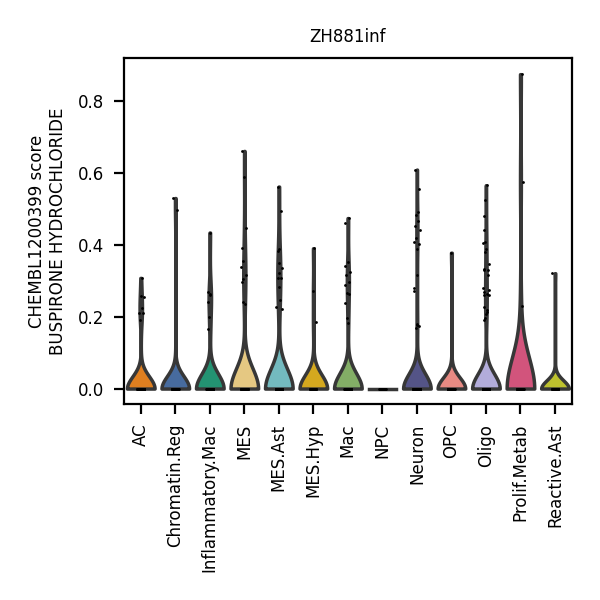 ZH881inf
CHEMBL1200399 score
BUSPIRONE HYDROCHLORIDE
0.8
0.6
0.4
0.2
0.0
AC
Chromatin.Reg
Inflammatory.Mac
MES
MES.Ast
MES.Hyp
Mac
NPC
Neuron
OPC
Oligo
Prolif.Metab
Reactive.Ast